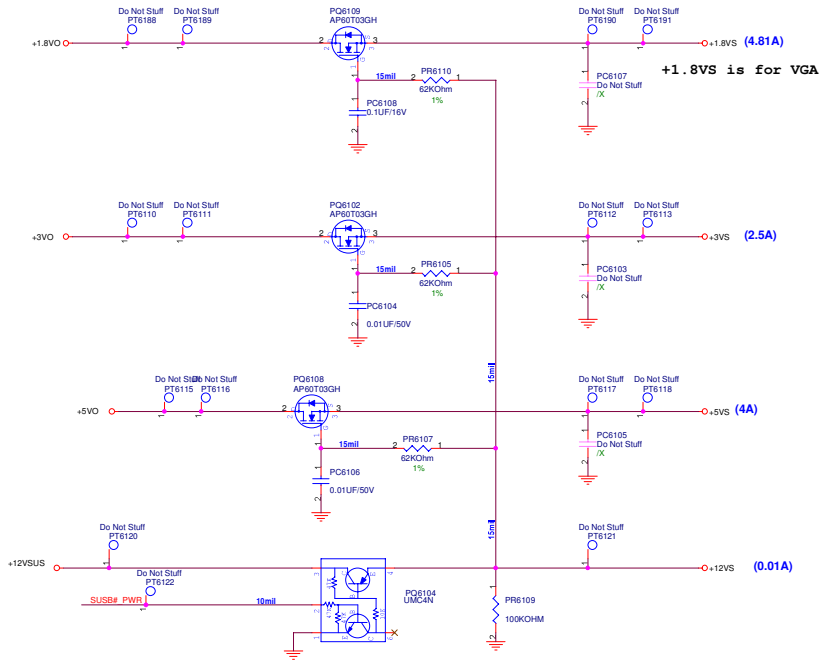 Do Not Stuff
PT6188
Do Not Stuff
PT6189
PQ6109
AP60T03GH
Do Not Stuff
PT6190
Do Not Stuff
PT6191
+1.8VO
2
3
+1.8VS
(4.81A)
+1.8VS is for VGA
15mil
2
PR6110
1
62KOhm
1%
PC6108
0.1UF/16V
PC6107
Do Not Stuff
/X
Do Not Stuff
PT6110
Do Not Stuff
PT6111
PQ6102
AP60T03GH
Do Not Stuff
PT6112
Do Not Stuff
PT6113
+3VO
2
3
+3VS
(2.5A)
15mil
2
PR6105
1
62KOhm
1%
PC6104
0.01UF/50V
PC6103
Do Not Stuff
/X
15mil
Do Not Stuff
PT6115
Do Not Stuff
PT6116
PQ6108
AP60T03GH
Do Not Stuff
PT6117
Do Not Stuff
PT6118
+5VO
2
3
+5VS
(4A)
15mil
2
PR6107
1
62KOhm
1%
PC6106
0.01UF/50V
PC6105
Do Not Stuff
/X
15mil
Do Not Stuff
PT6120
Do Not Stuff
PT6121
+12VSUS
3
4
+12VS
(0.01A)
Do Not Stuff
PT6122
SUSB#_PWR
10mil
2
1
PQ6104
UMC4N
PR6109
100KOHM